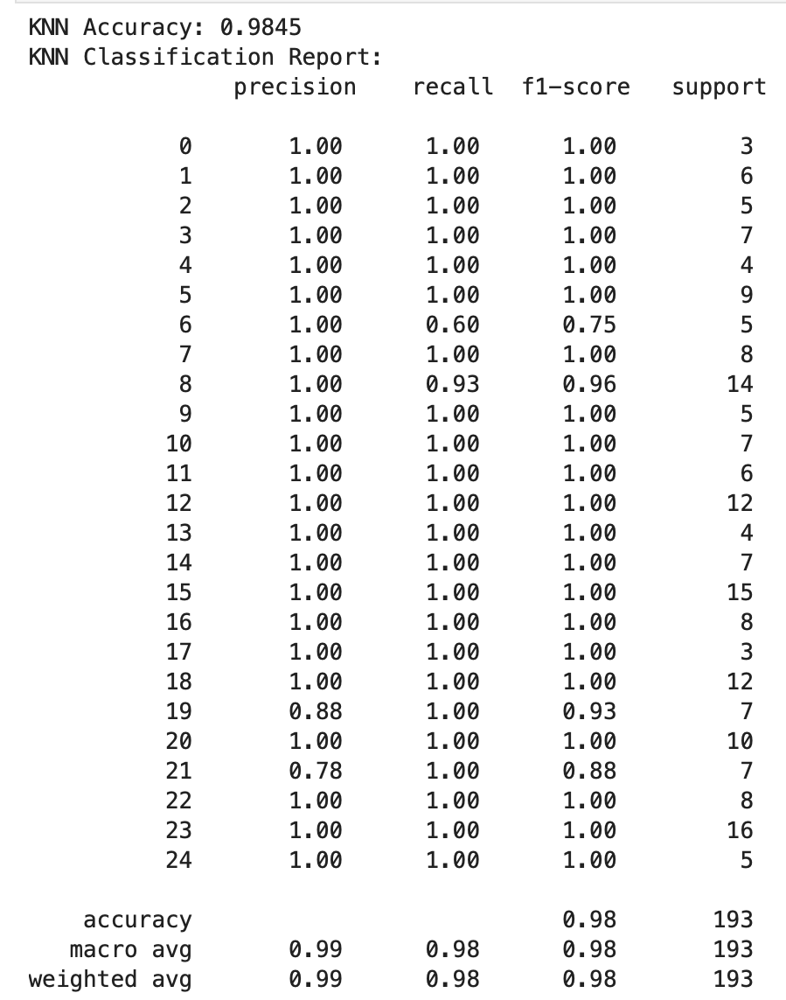 KNN Accuracy: 0.9845
KNN Classification Report:
precision recall f1-score support
0 1.00 1.00 1.00 3
1 1.00 1.00 1.00 6
2 1.00 1.00 1.00 5
3 1.00 1.00 1.00 7
4 1.00 1.00 1.00 4
5 1.00 1.00 1.00 9
6 1.00 0.60 0.75 5
7 1.00 1.00 1.00 8
8 1.00 0.93 0.96 14
9 1.00 1.00 1.00 5
10 1.00 1.00 1.00 7
11 1.00 1.00 1.00 6
12 1.00 1.00 1.00 12
13 1.00 1.00 1.00 4
14 1.00 1.00 1.00 7
15 1.00 1.00 1.00 15
16 1.00 1.00 1.00 8
17 1.00 1.00 1.00 3
18 1.00 1.00 1.00 12
19 0.88 1.00 0.93 7
20 1.00 1.00 1.00 10
21 0.78 1.00 0.88 7
22 1.00 1.00 1.00 8
23 1.00 1.00 1.00 16
24 1.00 1.00 1.00 5
accuracy 0.98 193
macro avg 0.99 0.98 0.98 193
weighted avg 0.99 0.98 0.98 193